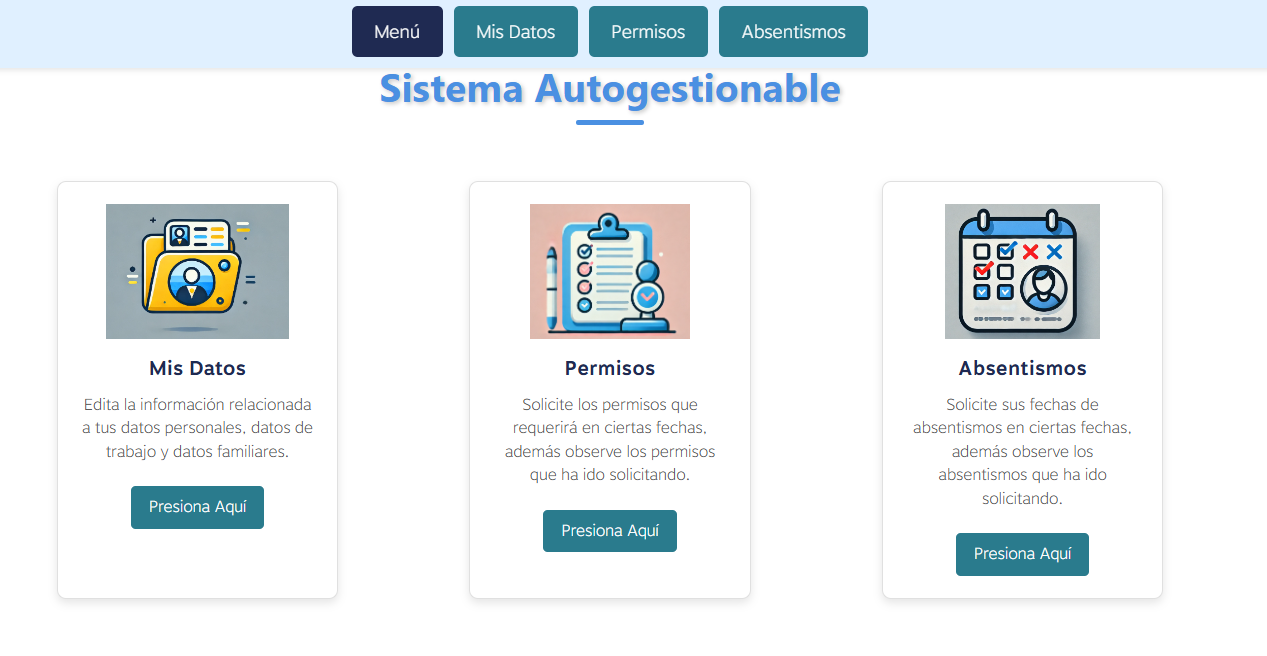 Menú Mis Datos Permisos Absentismos
Sistema Autogestionable
Mis Datos
Edita la información relacionada
a tus datos personales, datos de
trabajo y datos familiares.
Presiona Aquí
Permisos
Solicite los permisos que
requerirá en ciertas fechas,
además observe los permisos
que ha ido solicitando.
Presiona Aquí
Absentismos
Solicite sus fechas de
absentismos en ciertas fechas,
además observe los
absentismos que ha ido
solicitando.
Presiona Aquí